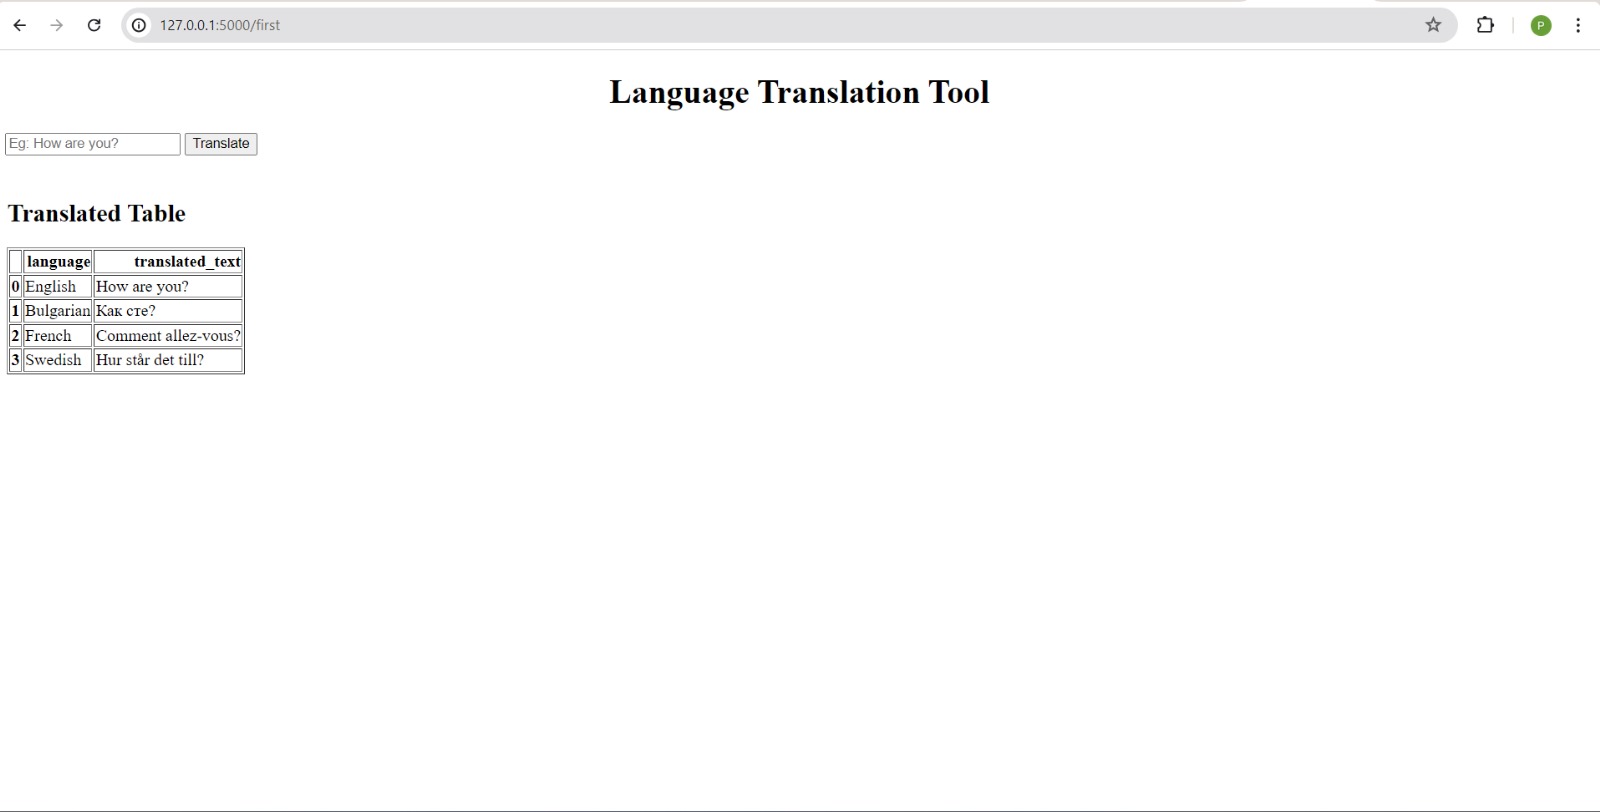 127.0.0.1:5000/first
P
Language Translation Tool
Eg: How are you? Translate
Translated Table
language translated_text
0 English How are you?
1 Bulgarian Как сте?
2 French Comment allez-vous?
3 Swedish Hur står det till?